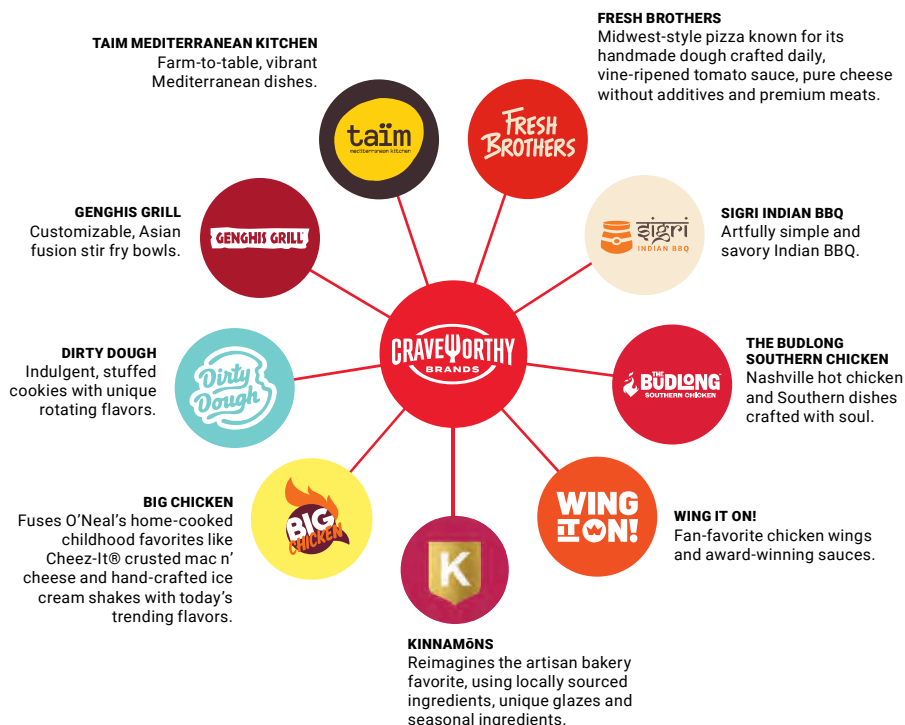 TAIM MEDITERRANEAN KITCHEN
Farm-to-table, vibrant
Mediterranean dishes.
taïm
mediterranean kitchen
FRESH BROTHERS
Midwest-style pizza known for its
handmade dough crafted daily,
vine-ripened tomato sauce, pure cheese
without additives and premium meats.
FRESH
BROTHERS
GENGHIS GRILL
Customizable, Asian
fusion stir fry bowls.
GENGHIS GRILL
sigri
INDIAN BBQ
SIGRI INDIAN BBQ
Artfully simple and
savory Indian BBQ.
CRAVEWORTHY
BRANDS
DIRTY DOUGH
Indulgent, stuffed
cookies with unique
rotating flavors.
Dirty
Dough
THE
BUDLONG
SOUTHERN CHICKEN
THE BUDLONG
SOUTHERN CHICKEN
Nashville hot chicken
and Southern dishes
crafted with soul.
BIG CHICKEN
Fuses O’Neal’s home-cooked
childhood favorites like
Cheez-It® crusted mac n’
cheese and hand-crafted ice
cream shakes with today’s
trending flavors.
BIG
CHICKEN
WING
IT ON!
WING IT ON!
Fan-favorite chicken wings
and award-winning sauces.
K
KINNAMōNS
Reimagines the artisan bakery
favorite, using locally sourced
ingredients, unique glazes and
seasonal ingredients.